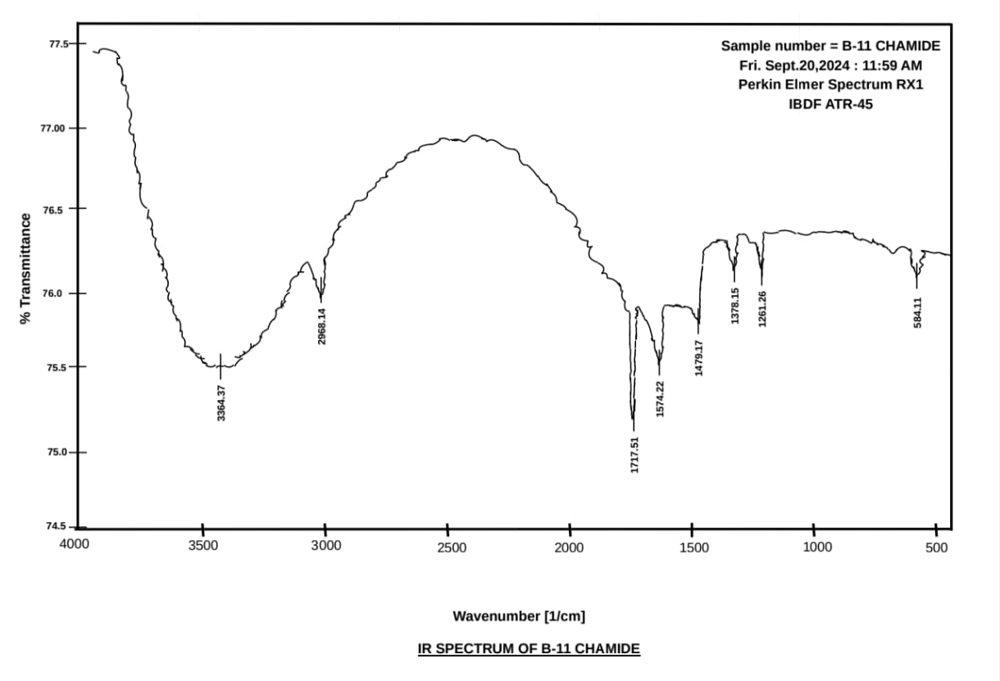 Sample number = B-11 CHAMIDE
Fri. Sept.20,2024 : 11:59 AM
Perkin Elmer Spectrum RX1
IBDF ATR-45
% Transmittance
77.5
77.00
76.5
76.0
75.5
75.0
74.5
3364.37
2968.14
1717.51
1574.22
1479.17
1378.15
1261.26
584.11
4000 3500 3000 2500 2000 1500 1000 500
Wavenumber [1/cm]
IR SPECTRUM OF B-11 CHAMIDE